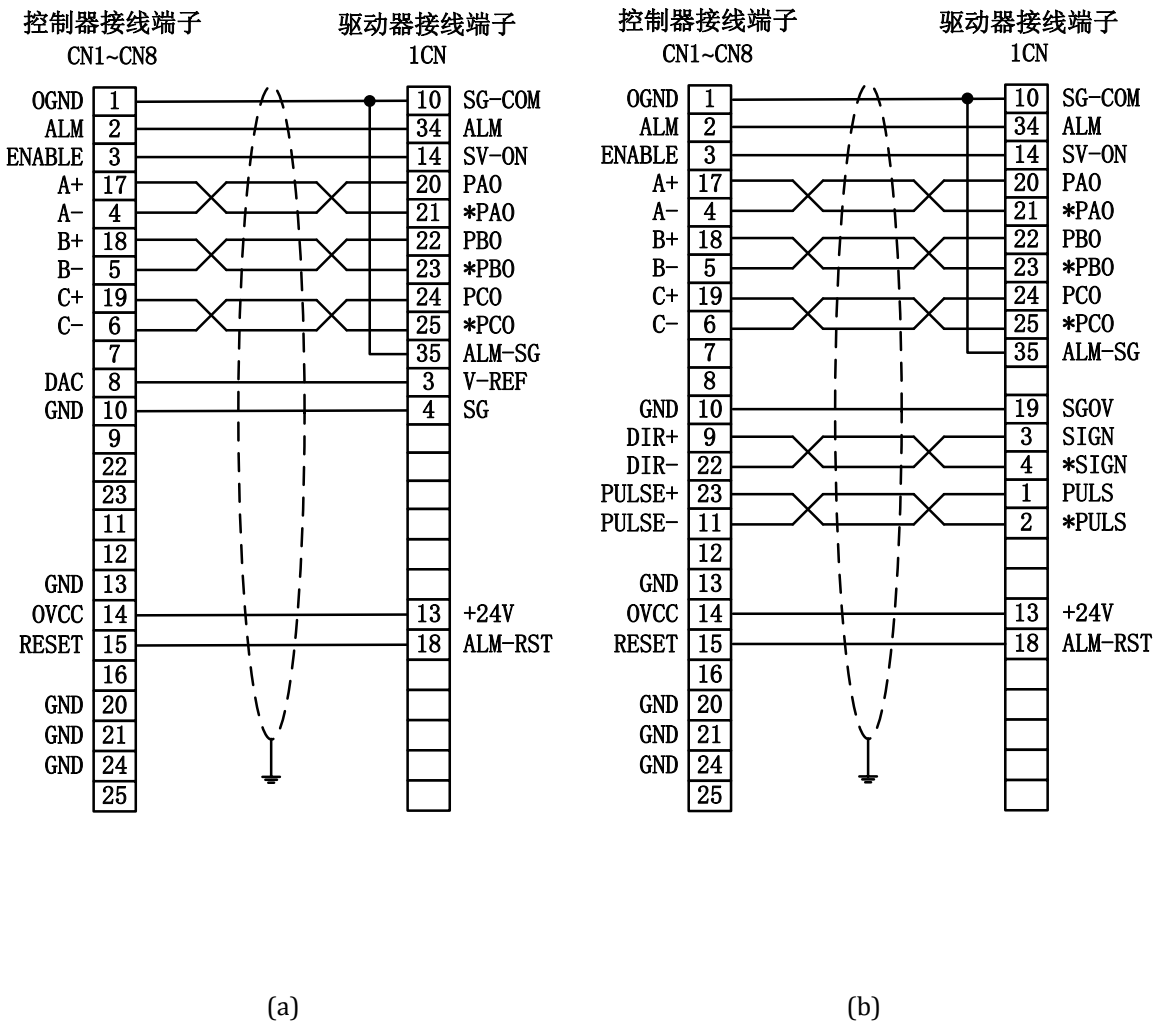 控制器接线端子 驱动器接线端子
CN1~CN8 1CN
OGND 1 10 SG-COM
ALM 2 34 ALM
ENABLE 3 14 SV-ON
A+ 17 20 PAO
A- 4 21 *PAO
B+ 18 22 PBO
B- 5 23 *PBO
C+ 19 24 PCO
C- 6 25 *PCO
7 35 ALM-SG
DAC 8 3 V-REF
GND 10 4 SG
9
22
23
11
12
GND 13
OVCC 14 13 +24V
RESET 15 18 ALM-RST
16
GND 20
GND 21
GND 24
25
(a)
控制器接线端子 驱动器接线端子
CN1~CN8 1CN
OGND 1 10 SG-COM
ALM 2 34 ALM
ENABLE 3 14 SV-ON
A+ 17 20 PAO
A- 4 21 *PAO
B+ 18 22 PBO
B- 5 23 *PBO
C+ 19 24 PCO
C- 6 25 *PCO
7 35 ALM-SG
8
GND 10 19 SGOV
DIR+ 9 3 SIGN
DIR- 22 4 *SIGN
PULSE+ 23 1 PULS
PULSE- 11 2 *PULS
12
GND 13
OVCC 14 13 +24V
RESET 15 18 ALM-RST
16
GND 20
GND 21
GND 24
25
(b)